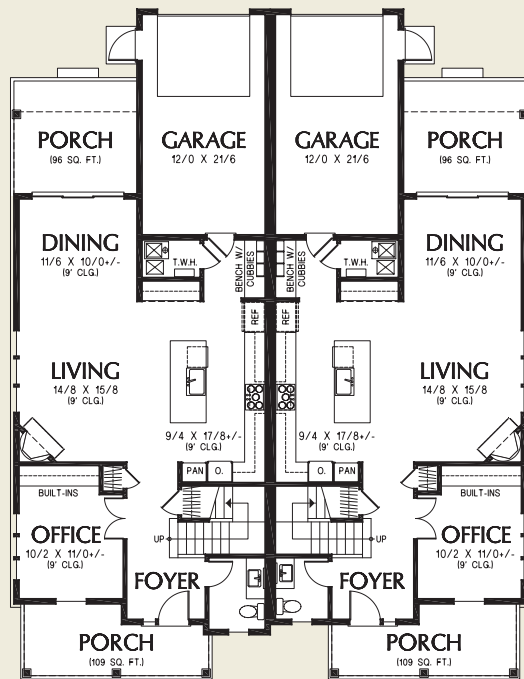 PORCH
(96 SQ. FT.)
GARAGE
12/0 X 21/6
GARAGE
12/0 X 21/6
PORCH
(96 SQ. FT.)
DINING
11/6 X 10/0+/-
(9' CLG.)
T.W.H.
BENCH W/
CUBBIES
BENCH W/
CUBBIES
T.W.H.
DINING
11/6 X 10/0+/-
(9' CLG.)
REF
REF
LIVING
14/8 X 15/8
(9' CLG.)
LIVING
14/8 X 15/8
(9' CLG.)
9/4 X 17/8+/-
(9' CLG.)
9/4 X 17/8+/-
(9' CLG.)
PAN
O.
O.
PAN
BUILT-INS
BUILT-INS
OFFICE
10/2 X 11/0+/-
(9' CLG.)
UP
UP
OFFICE
10/2 X 11/0+/-
(9' CLG.)
FOYER
FOYER
PORCH
(109 SQ. FT.)
PORCH
(109 SQ. FT.)